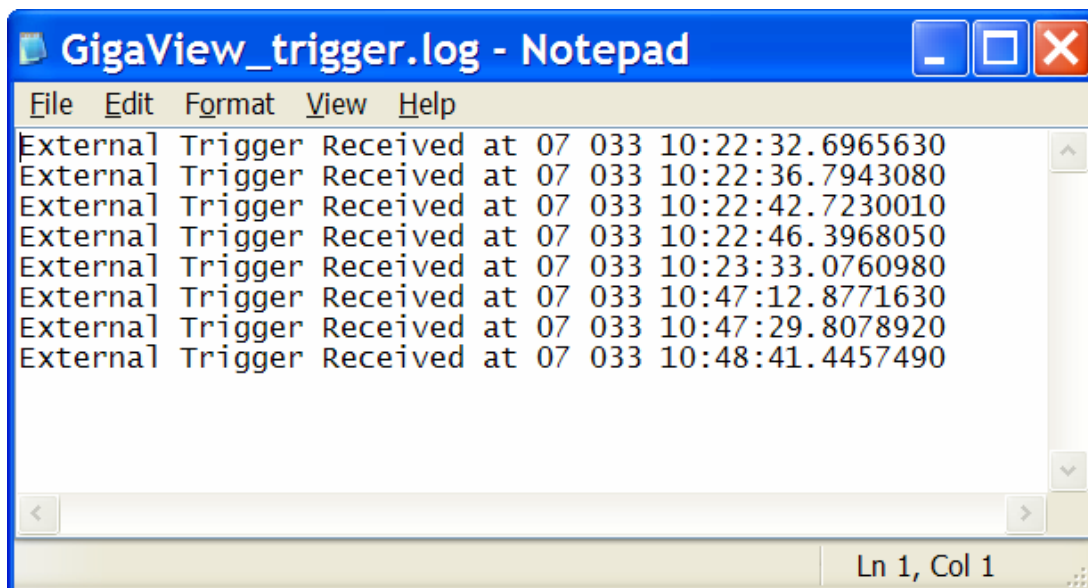 GigaView_trigger.log - Notepad
File Edit Format View Help
External Trigger Received at 07 033 10:22:32.6965630
External Trigger Received at 07 033 10:22:36.7943080
External Trigger Received at 07 033 10:22:42.7230010
External Trigger Received at 07 033 10:22:46.3968050
External Trigger Received at 07 033 10:23:33.0760980
External Trigger Received at 07 033 10:47:12.8771630
External Trigger Received at 07 033 10:47:29.8078920
External Trigger Received at 07 033 10:48:41.4457490
Ln 1, Col 1